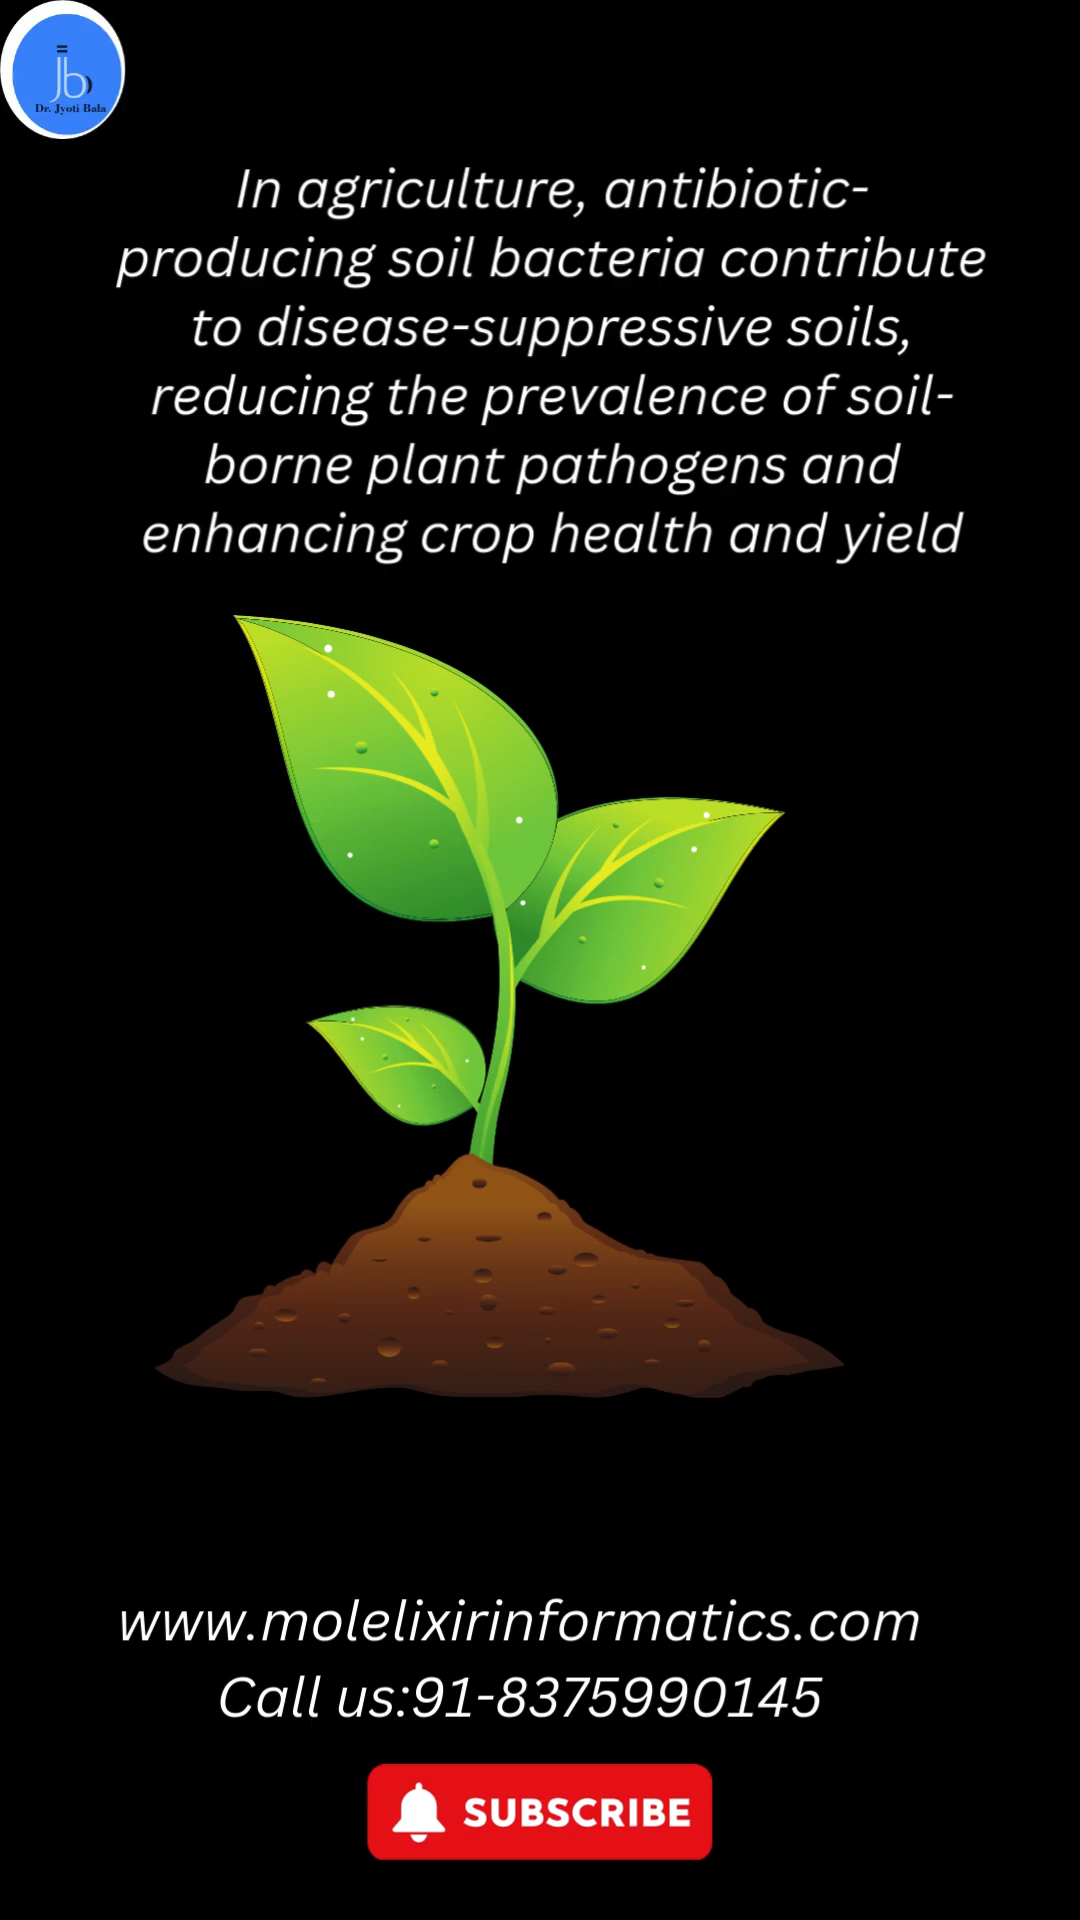 jb
Dr. Jyoti Bala
In agriculture, antibiotic-
producing soil bacteria contribute
to disease-suppressive soils,
reducing the prevalence of soil-
borne plant pathogens and
enhancing crop health and yield
www.molelixirinformatics.com
Call us:91-8375990145
SUBSCRIBE